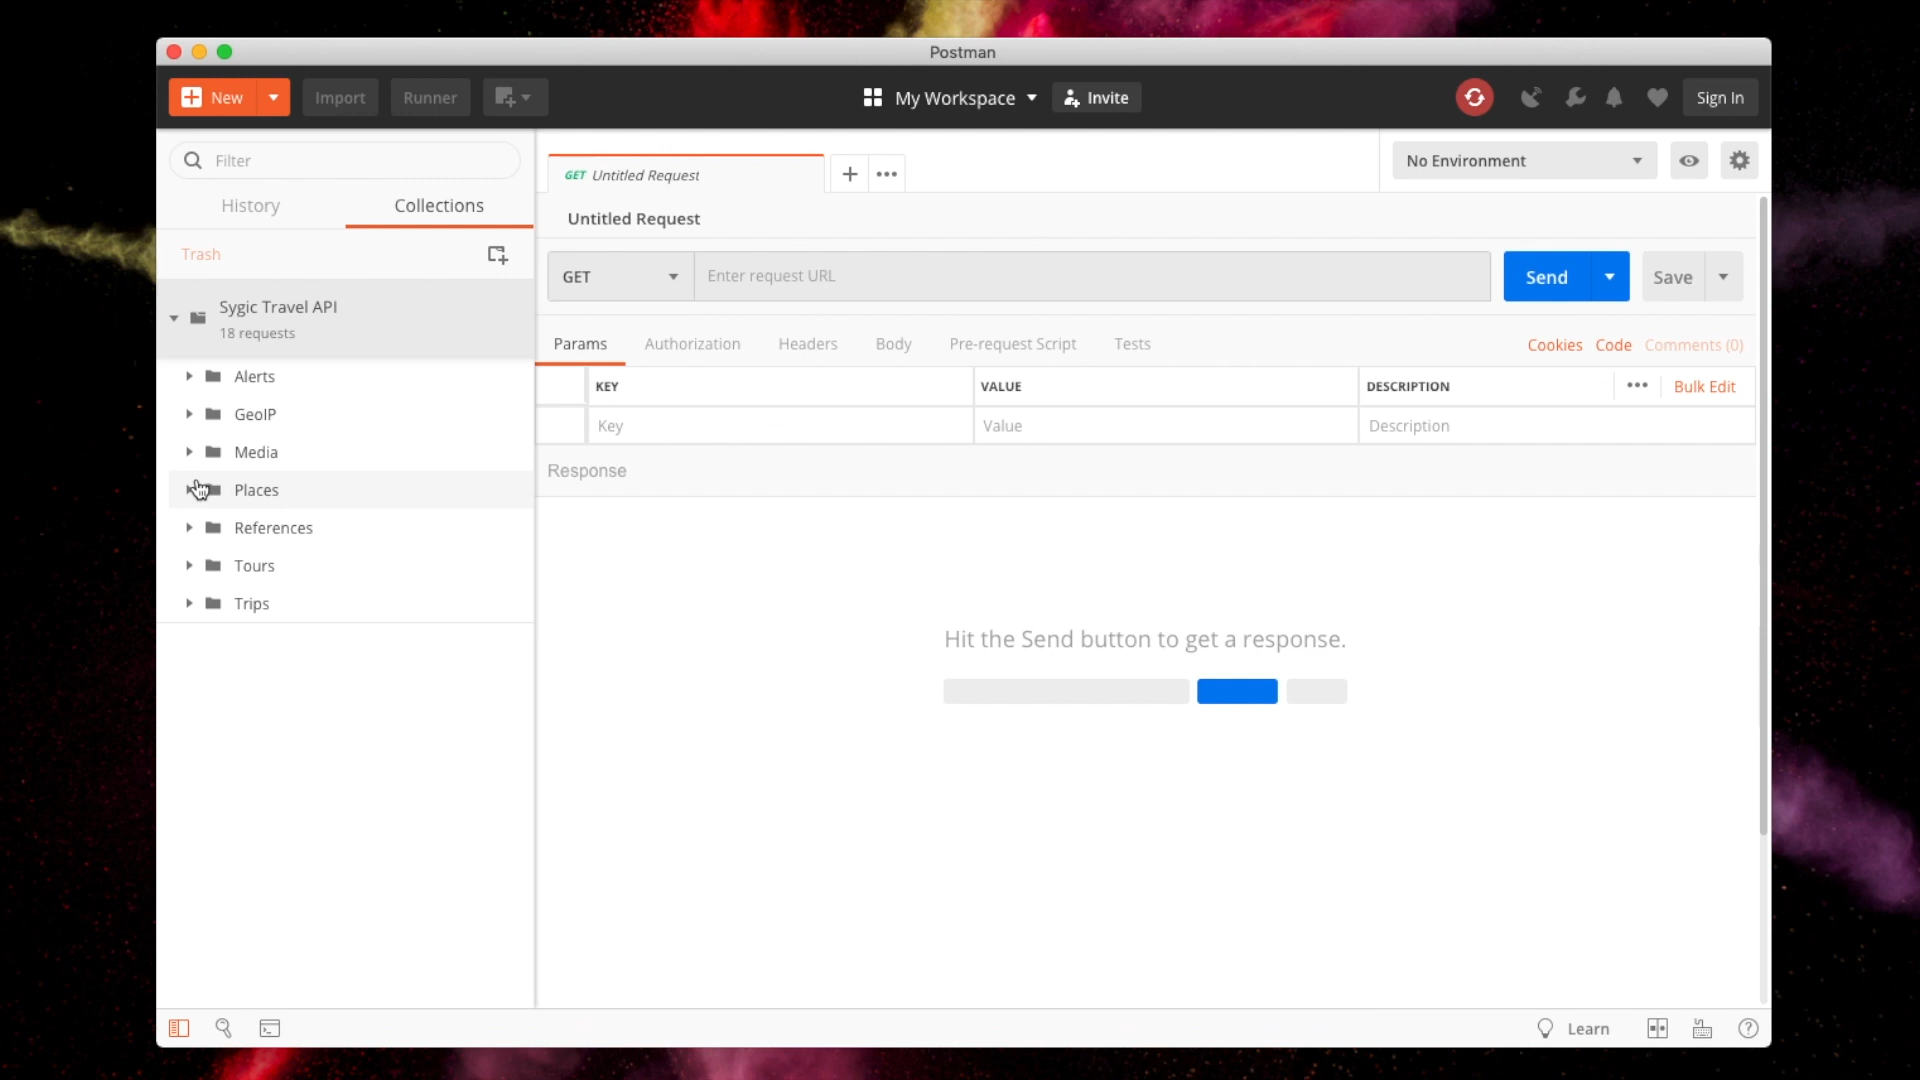 Postman
New
Import
Runner
My Workspace
Invite
Sign In
Filter
History
Collections
Trash
Sygic Travel API
18 requests
Alerts
GeoIP
Media
Places
References
Tours
Trips
GET Untitled Request
No Environment
Untitled Request
GET
Enter request URL
Send
Save
Params
Authorization
Headers
Body
Pre-request Script
Tests
Cookies
Code
Comments (0)
KEY
VALUE
DESCRIPTION
Bulk Edit
Key
Value
Description
Response
Hit the Send button to get a response.
Learn